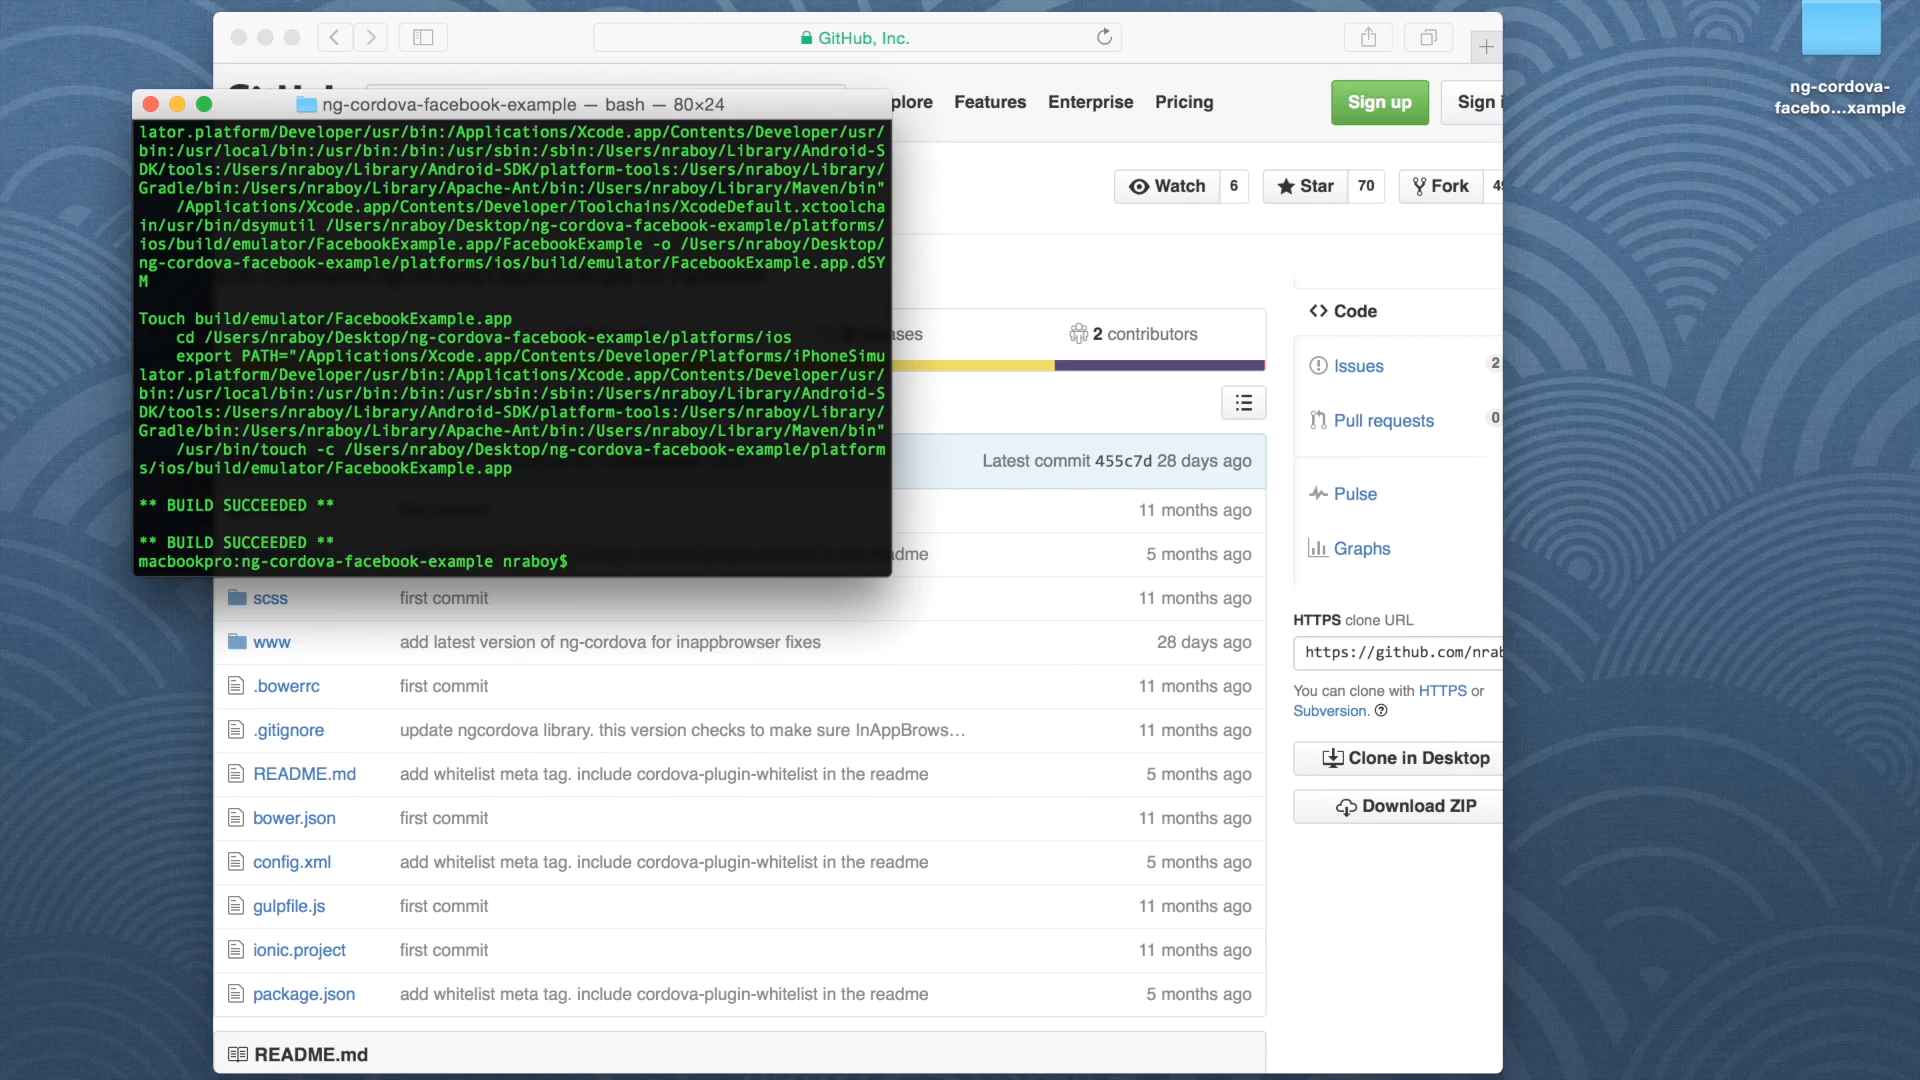 GitHub, Inc.
ng-cordova-facebook-example — bash — 80×24
plore Features Enterprise Pricing
Sign up
Sign i
ng-cordova-
facebo...xample
lator.platform/Developer/usr/bin:/Applications/Xcode.app/Contents/Developer/usr/
bin:/usr/local/bin:/usr/bin:/bin:/usr/sbin:/sbin:/Users/nraboy/Library/Android-S
DK/tools:/Users/nraboy/Library/Android-SDK/platform-tools:/Users/nraboy/Library/
Gradle/bin:/Users/nraboy/Library/Apache-Ant/bin:/Users/nraboy/Library/Maven/bin"
/Applications/Xcode.app/Contents/Developer/Toolchains/XcodeDefault.xctoolcha
in/usr/bin/dsymutil /Users/nraboy/Desktop/ng-cordova-facebook-example/platforms/
ios/build/emulator/FacebookExample.app/FacebookExample -o /Users/nraboy/Desktop/
ng-cordova-facebook-example/platforms/ios/build/emulator/FacebookExample.app.dSY
M
Touch build/emulator/FacebookExample.app
cd /Users/nraboy/Desktop/ng-cordova-facebook-example/platforms/ios
export PATH="/Applications/Xcode.app/Contents/Developer/Platforms/iPhoneSimu
lator.platform/Developer/usr/bin:/Applications/Xcode.app/Contents/Developer/usr/
bin:/usr/local/bin:/usr/bin:/bin:/usr/sbin:/sbin:/Users/nraboy/Library/Android-S
DK/tools:/Users/nraboy/Library/Android-SDK/platform-tools:/Users/nraboy/Library/
Gradle/bin:/Users/nraboy/Library/Apache-Ant/bin:/Users/nraboy/Library/Maven/bin"
/usr/bin/touch -c /Users/nraboy/Desktop/ng-cordova-facebook-example/platform
s/ios/build/emulator/FacebookExample.app
** BUILD SUCCEEDED **
** BUILD SUCCEEDED **
macbookpro:ng-cordova-facebook-example nraboy$
Watch 6 Star 70 Fork 49
ases 2 contributors
Latest commit 455c7d 28 days ago
11 months ago
adme 5 months ago
scss first commit 11 months ago
www add latest version of ng-cordova for inappbrowser fixes 28 days ago
.bowerrc first commit 11 months ago
.gitignore update ngcordova library. this version checks to make sure InAppBrows… 11 months ago
README.md add whitelist meta tag. include cordova-plugin-whitelist in the readme 5 months ago
bower.json first commit 11 months ago
config.xml add whitelist meta tag. include cordova-plugin-whitelist in the readme 5 months ago
gulpfile.js first commit 11 months ago
ionic.project first commit 11 months ago
package.json add whitelist meta tag. include cordova-plugin-whitelist in the readme 5 months ago
README.md
Code
Issues 2
Pull requests 0
Pulse
Graphs
HTTPS clone URL
https://github.com/nrab
You can clone with HTTPS or
Subversion.
Clone in Desktop
Download ZIP